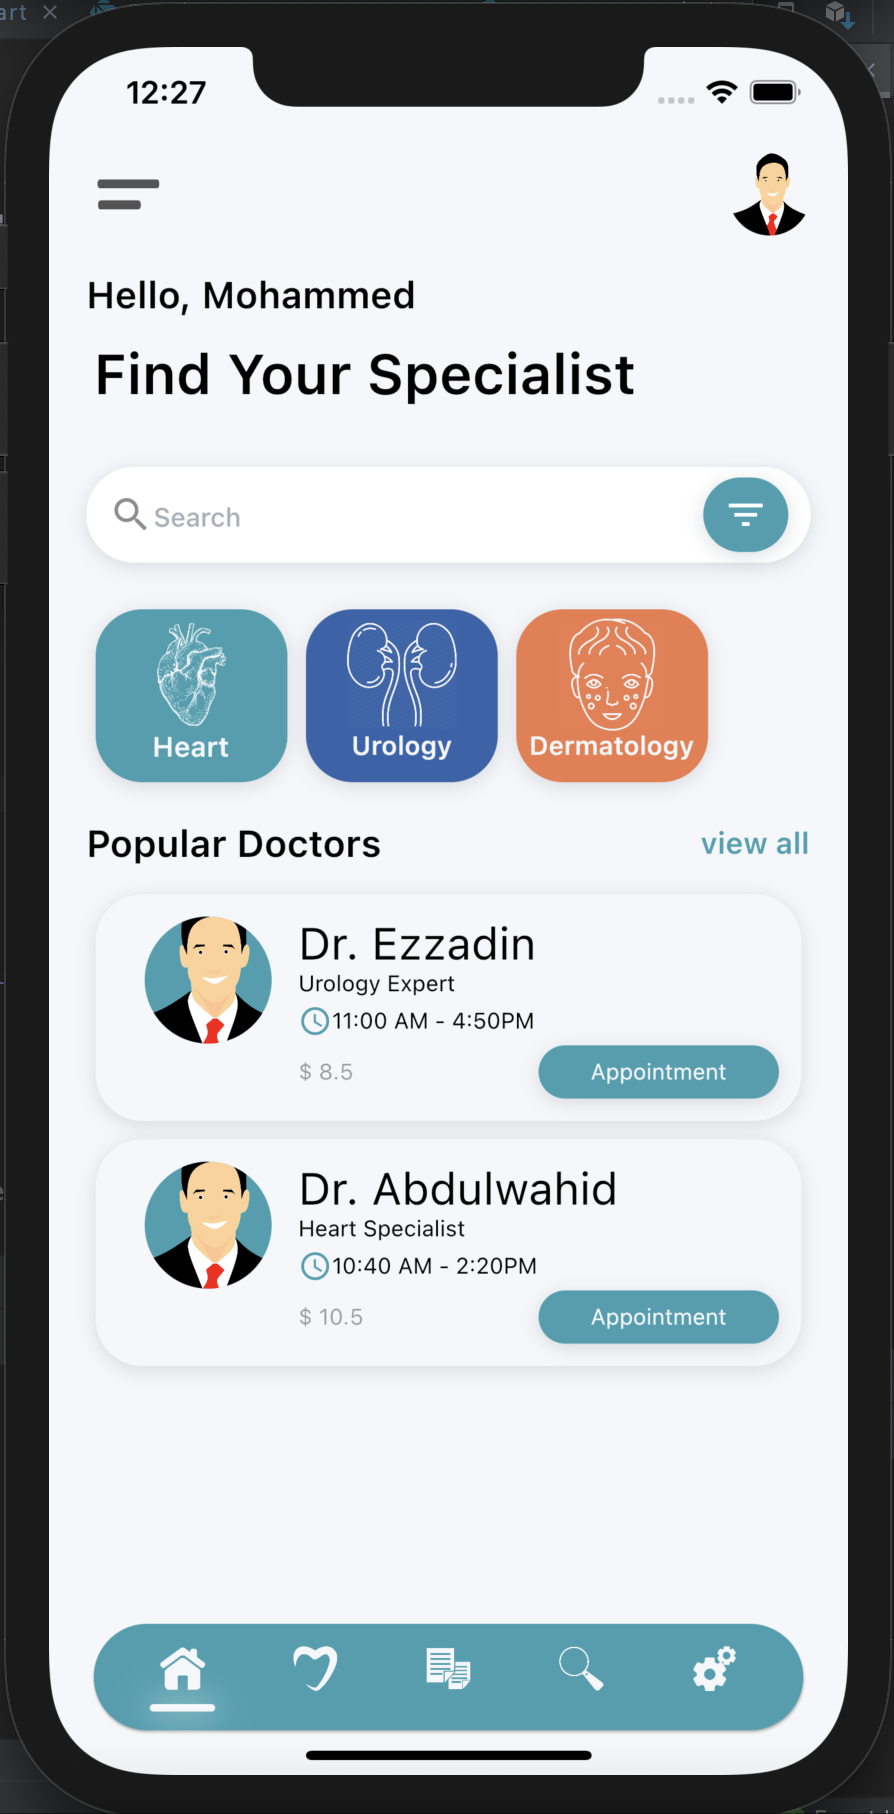 art
12:27
Hello, Mohammed
Find Your Specialist
Search
Heart
Urology
Dermatology
Popular Doctors
view all
Dr. Ezzadin
Urology Expert
11:00 AM - 4:50PM
$ 8.5
Appointment
Dr. Abdulwahid
Heart Specialist
10:40 AM - 2:20PM
$ 10.5
Appointment